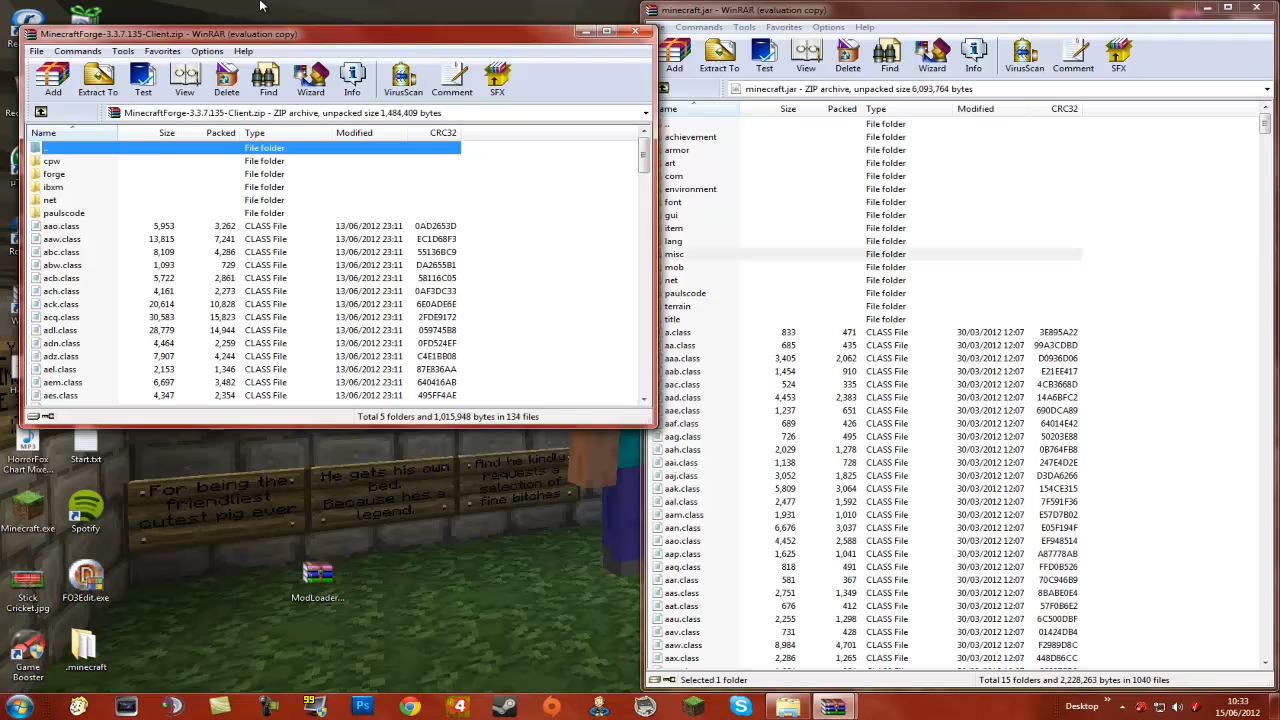 MinecraftForge-3.3.7.135-Client.zip - WinRAR (evaluation copy)
File Commands Tools Favorites Options Help
Add Extract To Test View Delete Find Wizard Info VirusScan Comment SFX
MinecraftForge-3.3.7.135-Client.zip - ZIP archive, unpacked size 1,484,409 bytes
Name Size Packed Type Modified CRC32
.. File folder
cpw File folder
forge File folder
ibxm File folder
net File folder
paulscode File folder
aao.class 5,953 3,262 CLASS File 13/06/2012 23:11 0AD2653D
aaw.class 13,815 7,241 CLASS File 13/06/2012 23:11 EC1D68F3
abc.class 8,109 4,286 CLASS File 13/06/2012 23:11 55136BC9
abw.class 1,093 729 CLASS File 13/06/2012 23:11 DA2655B1
acb.class 5,722 2,861 CLASS File 13/06/2012 23:11 58116C05
ach.class 4,161 2,273 CLASS File 13/06/2012 23:11 0AF3DC33
ack.class 20,614 10,828 CLASS File 13/06/2012 23:11 6E0ADE6E
acq.class 30,583 15,823 CLASS File 13/06/2012 23:11 2FDE9172
adl.class 28,779 14,944 CLASS File 13/06/2012 23:11 059745B8
adn.class 4,464 2,259 CLASS File 13/06/2012 23:11 0FD524EF
adz.class 7,907 4,244 CLASS File 13/06/2012 23:11 C4E1BB08
ael.class 2,153 1,346 CLASS File 13/06/2012 23:11 87E836AA
aem.class 6,697 3,482 CLASS File 13/06/2012 23:11 640416AB
aes.class 4,347 2,354 CLASS File 13/06/2012 23:11 495FF4AE
Total 5 folders and 1,015,948 bytes in 134 files
minecraft.jar - WinRAR (evaluation copy)
Commands Tools Favorites Options Help
Add Extract To Test View Delete Find Wizard Info VirusScan Comment SFX
minecraft.jar - ZIP archive, unpacked size 6,093,764 bytes
Size Packed Type Modified CRC32
.. File folder
achievement File folder
armor File folder
art File folder
com File folder
environment File folder
font File folder
gui File folder
item File folder
lang File folder
misc File folder
mob File folder
net File folder
paulscode File folder
terrain File folder
title File folder
a.class 833 471 CLASS File 30/03/2012 12:07 3E895A22
aa.class 685 435 CLASS File 30/03/2012 12:07 99A3CDBD
aaa.class 3,405 2,062 CLASS File 30/03/2012 12:07 D0936D06
aab.class 1,454 910 CLASS File 30/03/2012 12:07 E21EE417
aac.class 524 335 CLASS File 30/03/2012 12:07 4CB3668D
aad.class 4,453 2,383 CLASS File 30/03/2012 12:07 14A6BFC2
aae.class 1,237 651 CLASS File 30/03/2012 12:07 690DCA89
aaf.class 689 426 CLASS File 30/03/2012 12:07 64014E42
aag.class 726 495 CLASS File 30/03/2012 12:07 50203E88
aah.class 2,029 1,278 CLASS File 30/03/2012 12:07 0B764FB8
aai.class 1,138 728 CLASS File 30/03/2012 12:07 247E4D2E
aaj.class 3,052 1,825 CLASS File 30/03/2012 12:07 D3DA6266
aak.class 5,809 3,064 CLASS File 30/03/2012 12:07 154CE315
aal.class 2,477 1,592 CLASS File 30/03/2012 12:07 7F591F3D
aam.class 1,931 1,010 CLASS File 30/03/2012 12:07 E57D7B02
aan.class 6,676 3,037 CLASS File 30/03/2012 12:07 E05F194F
aao.class 4,452 2,588 CLASS File 30/03/2012 12:07 EF948514
aap.class 1,625 1,041 CLASS File 30/03/2012 12:07 A87778AB
aaq.class 818 491 CLASS File 30/03/2012 12:07 FFD0B526
aar.class 581 367 CLASS File 30/03/2012 12:07 70C946B9
aas.class 2,751 1,349 CLASS File 30/03/2012 12:07 8BABE0E4
aat.class 676 412 CLASS File 30/03/2012 12:07 57F0B6E2
aau.class 2,255 1,298 CLASS File 30/03/2012 12:07 6C500DEF
aav.class 731 428 CLASS File 30/03/2012 12:07 01424DB4
aaw.class 8,984 4,701 CLASS File 30/03/2012 12:07 F2989D8C
aax.class 2,286 1,265 CLASS File 30/03/2012 12:07 448D86CC
Selected 1 folder Total 15 folders and 2,228,263 bytes in 1040 files
HorrorFox Chart Mixe...
Start.txt
Minecraft.exe
Spotify
Stick Cricket.jpg
FO3Edit.exe
Game Booster
.minecraft
ModLoader...
For being the
friendliest
cutest pig ever
He gets his own
bio
Because he's a
legend.
And he kindly
requests a
selection of
fine bitches
Desktop
10:33
15/06/2012